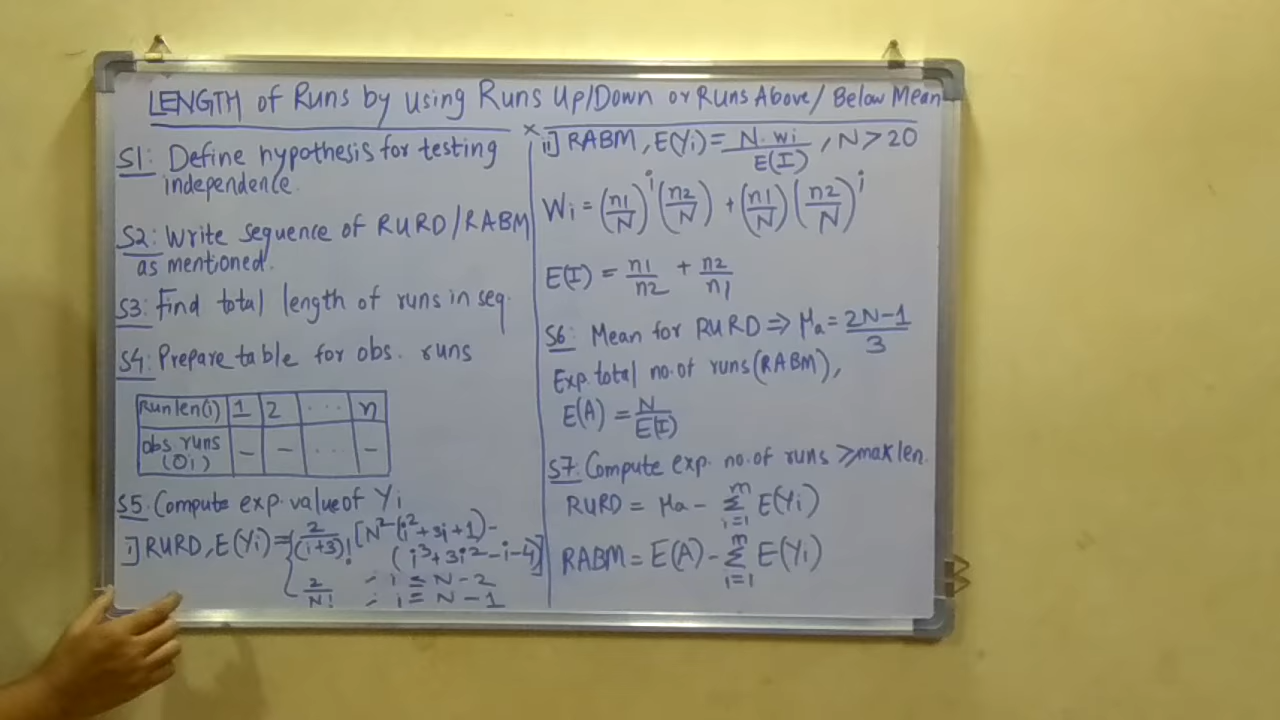 LENGTH of Runs by Using Runs Up/Down or Runs Above/ Below Mean
S1: Define hypothesis for testing
independence.
S2: Write sequence of RURD/RABM
as mentioned.
S3: Find total length of runs in seq.
S4: Prepare table for obs. runs
Runlen(i) 1 2 ... n
Obs. runs – – ... –
(Oi)
S5. Compute exp. value of Yi
i] RURD, E(Yi) = { 2/(i+3)! [N²-(i²+3i+1) -
(i³+3i²-i-4)]
; i ≤ N-2
2/N! ; i = N-1
ii] RABM, E(Yi) = N·wi/E(I), N > 20
Wi = (n1/N)^i (n2/N) + (n1/N) (n2/N)^i
E(I) = n1/n2 + n2/n1
S6: Mean for RURD ⇒ μa = 2N-1/3
Exp. total no. of runs (RABM),
E(A) = N/E(I)
S7. Compute exp. no. of runs ≥ max len.
RURD = μa - Σ_{i=1}^{m} E(Yi)
RABM = E(A) - Σ_{i=1}^{m} E(Yi)